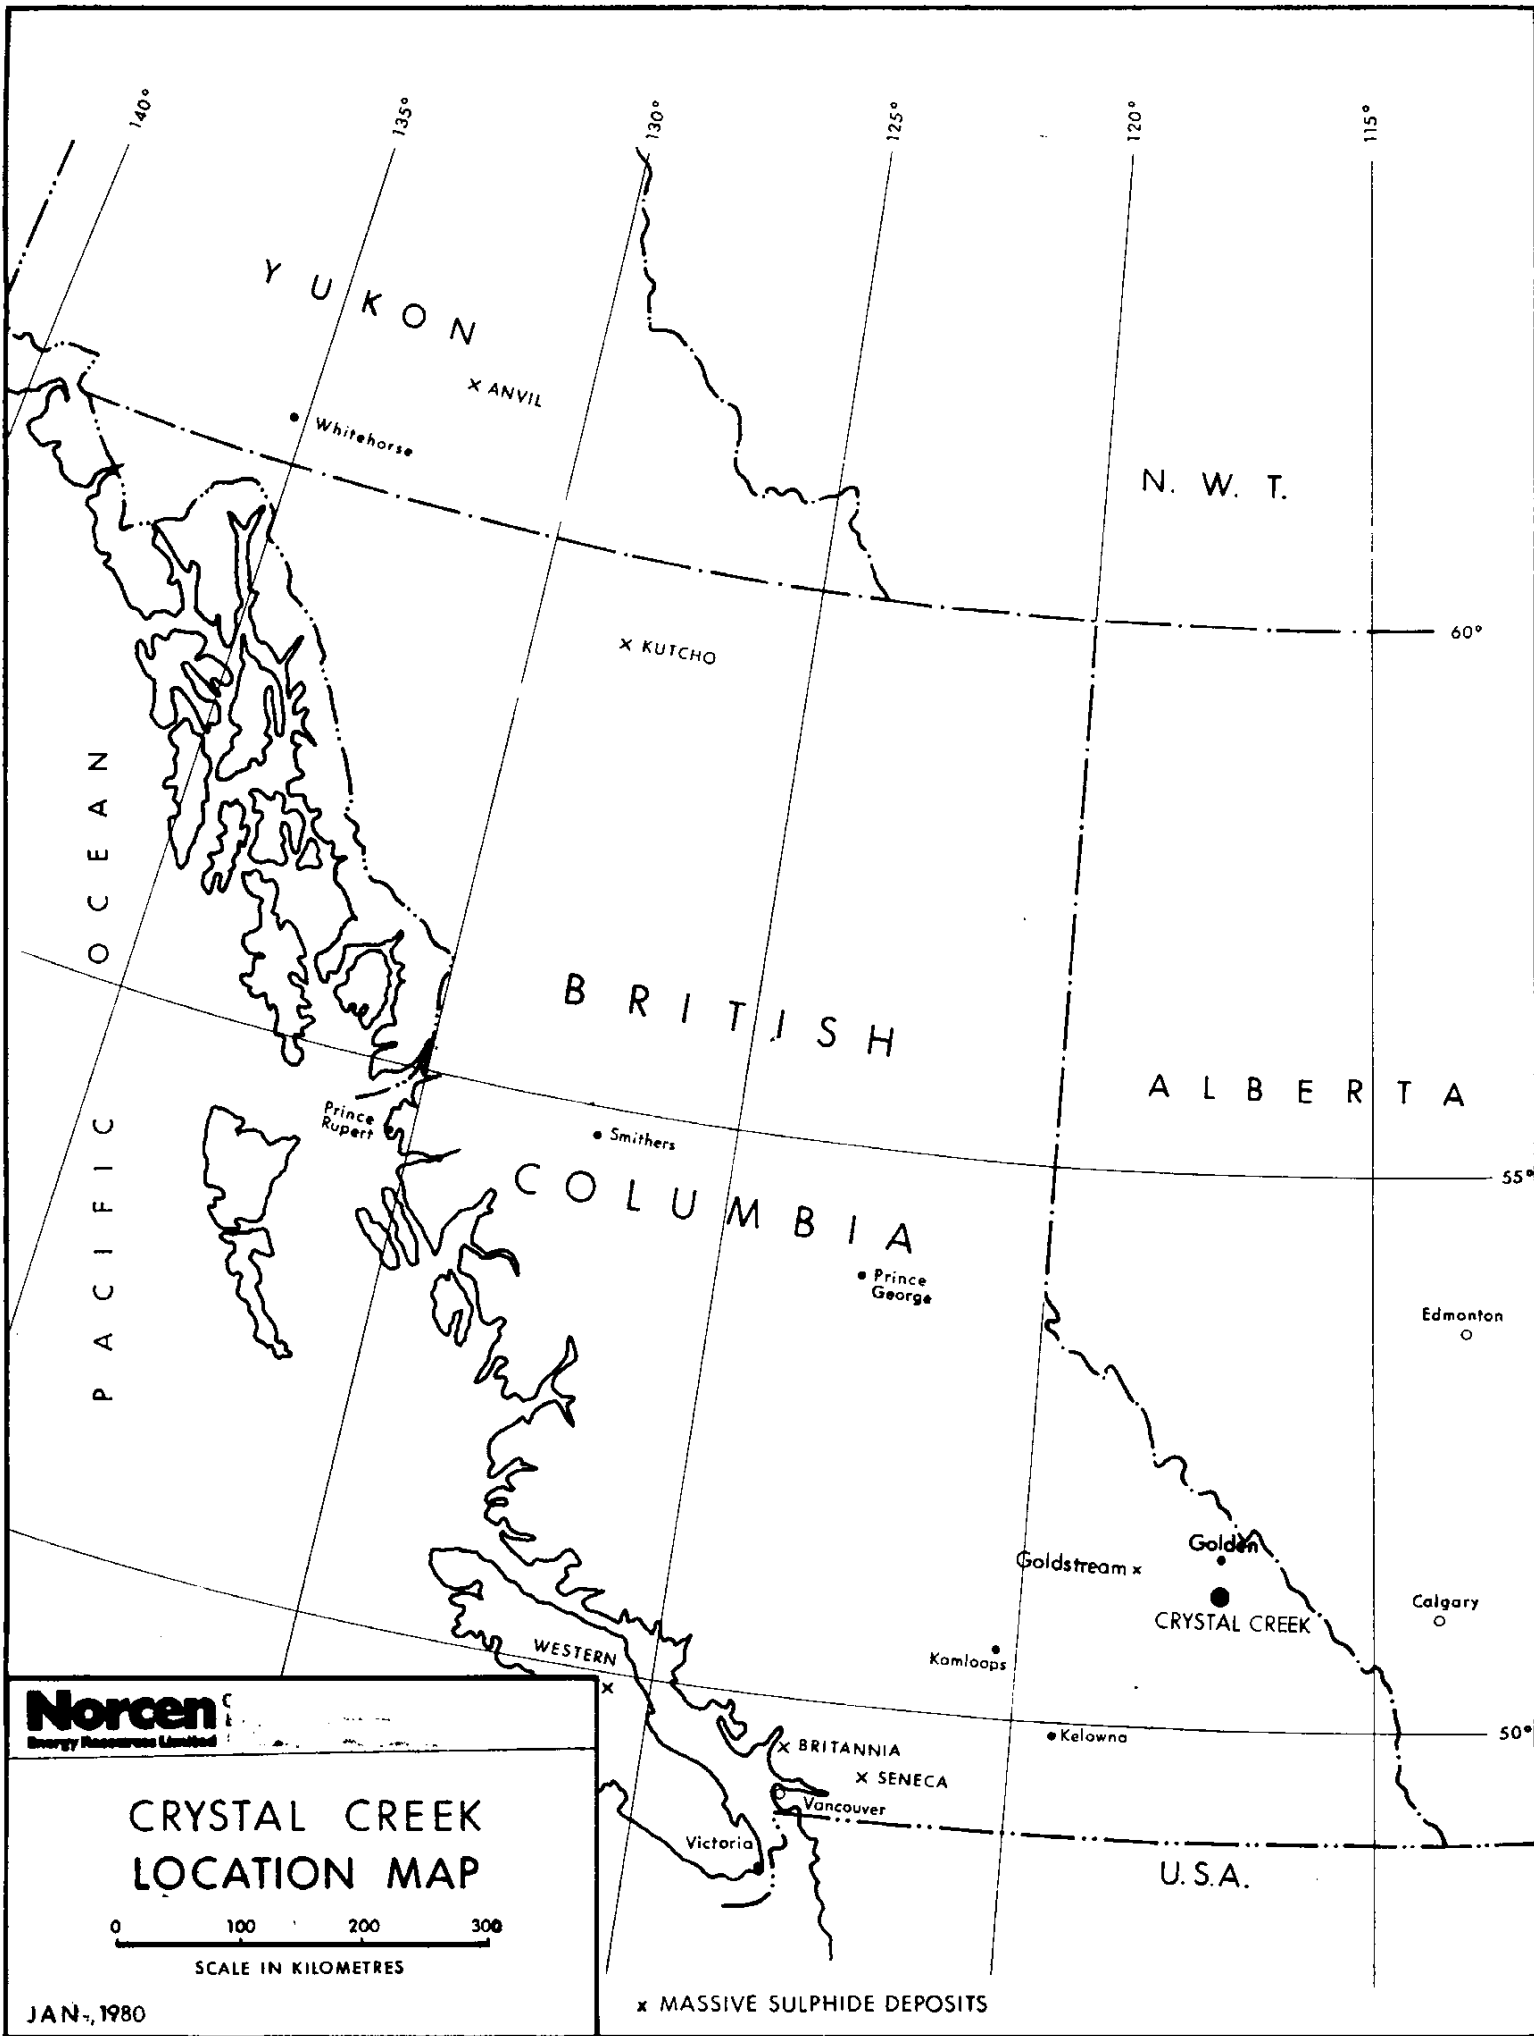 140°
135°
130°
125°
120°
115°
YUKON
x ANVIL
Whitehorse
N. W. T.
60°
x KUTCHO
PACIFIC OCEAN
BRITISH
COLUMBIA
ALBERTA
Prince
Rupert
Smithers
55°
Prince
George
Edmonton
Golden
Goldstream x
CRYSTAL CREEK
Calgary
Kamloops
WESTERN
x
50°
Kelowna
x BRITANNIA
x SENECA
Vancouver
Victoria
U.S.A.
Norcen
Energy Resources Limited
CRYSTAL CREEK
LOCATION MAP
0 100 200 300
SCALE IN KILOMETRES
JAN., 1980
x MASSIVE SULPHIDE DEPOSITS